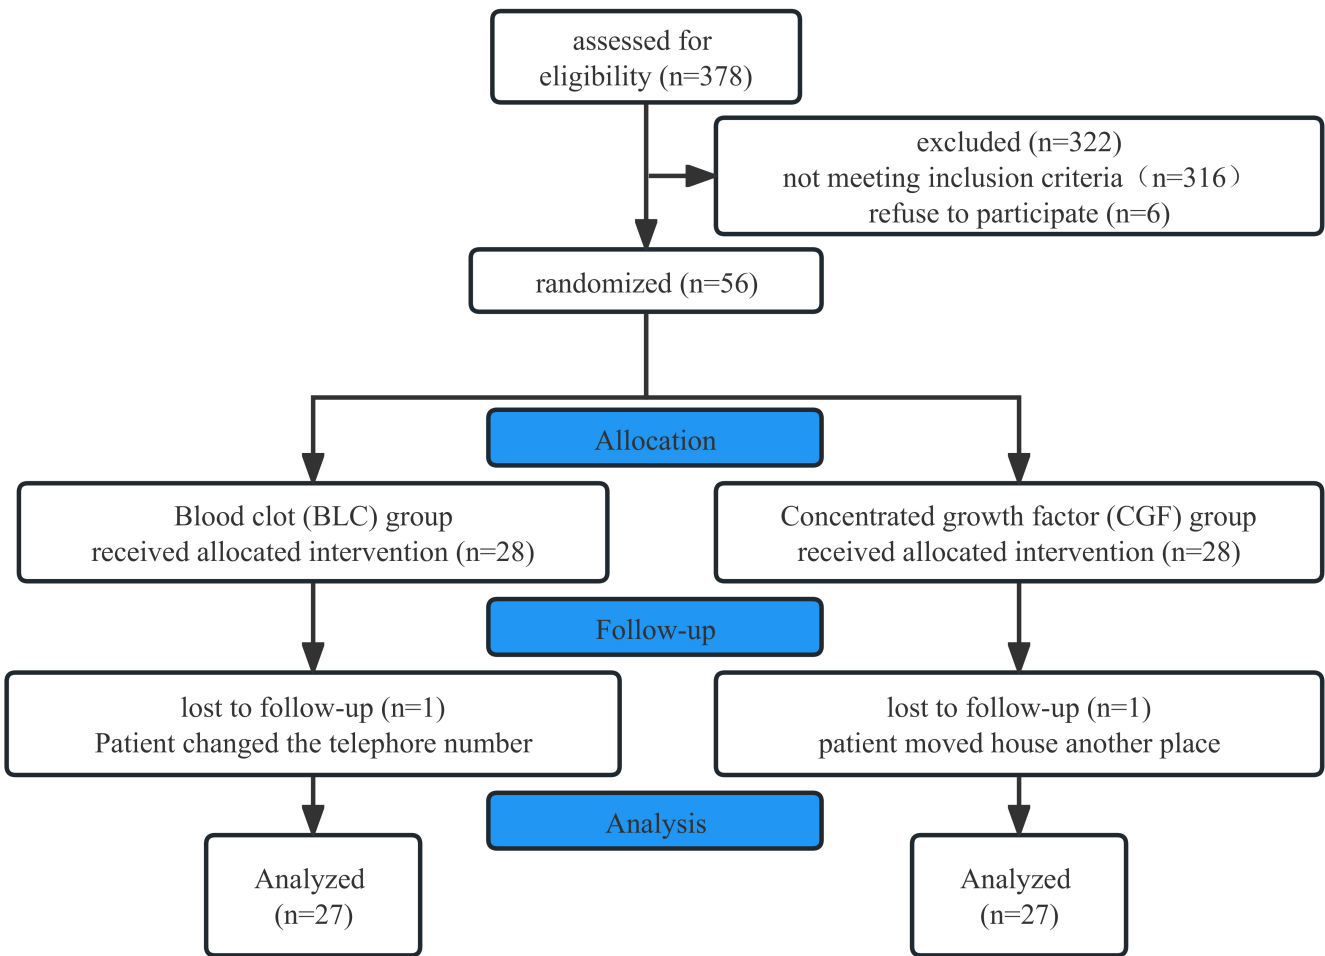 assessed for
eligibility (n=378)
excluded (n=322)
not meeting inclusion criteria（n=316）
refuse to participate (n=6)
randomized (n=56)
Allocation
Blood clot (BLC) group
received allocated intervention (n=28)
Concentrated growth factor (CGF) group
received allocated intervention (n=28)
Follow-up
lost to follow-up (n=1)
Patient changed the telephore number
lost to follow-up (n=1)
patient moved house another place
Analysis
Analyzed
(n=27)
Analyzed
(n=27)